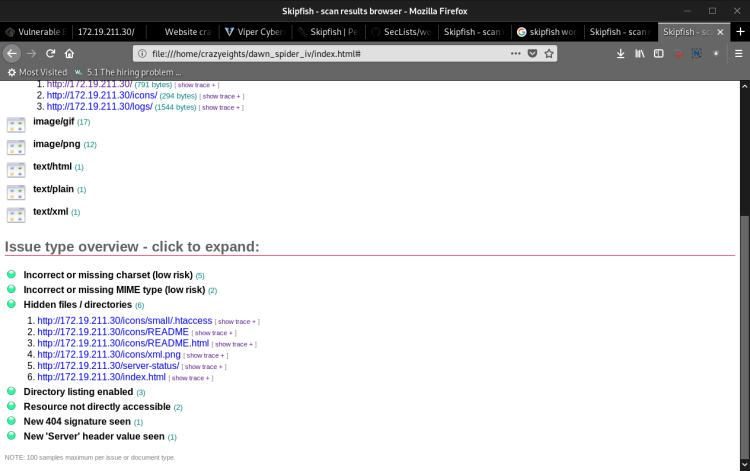 Skipfish - scan results browser - Mozilla Firefox
Vulnerable B
172.19.211.30/
Website cra
Viper Cyber
Skipfish | Pe
Skipfish - scan
SecLists/wo
skipfish wor
Skipfish - scan
Skipfish - sc
file:///home/crazyeights/dawn_spider_iv/index.html#
Most Visited
5.1 The hiring problem ...
1. http://172.19.211.30/ (791 bytes) [ show trace + ]
2. http://172.19.211.30/icons/ (294 bytes) [ show trace + ]
3. http://172.19.211.30/logs/ (1544 bytes) [ show trace + ]
image/gif (17)
image/png (12)
text/html (1)
text/plain (1)
text/xml (1)
Issue type overview - click to expand:
Incorrect or missing charset (low risk) (5)
Incorrect or missing MIME type (low risk) (2)
Hidden files / directories (6)
1. http://172.19.211.30/icons/small/.htaccess [ show trace + ]
2. http://172.19.211.30/icons/README [ show trace + ]
3. http://172.19.211.30/icons/README.html [ show trace + ]
4. http://172.19.211.30/icons/xml.png [ show trace + ]
5. http://172.19.211.30/server-status/ [ show trace + ]
6. http://172.19.211.30/index.html [ show trace + ]
Directory listing enabled (3)
Resource not directly accessible (2)
New 404 signature seen (1)
New 'Server' header value seen (1)
NOTE: 100 samples maximum per issue or document type.